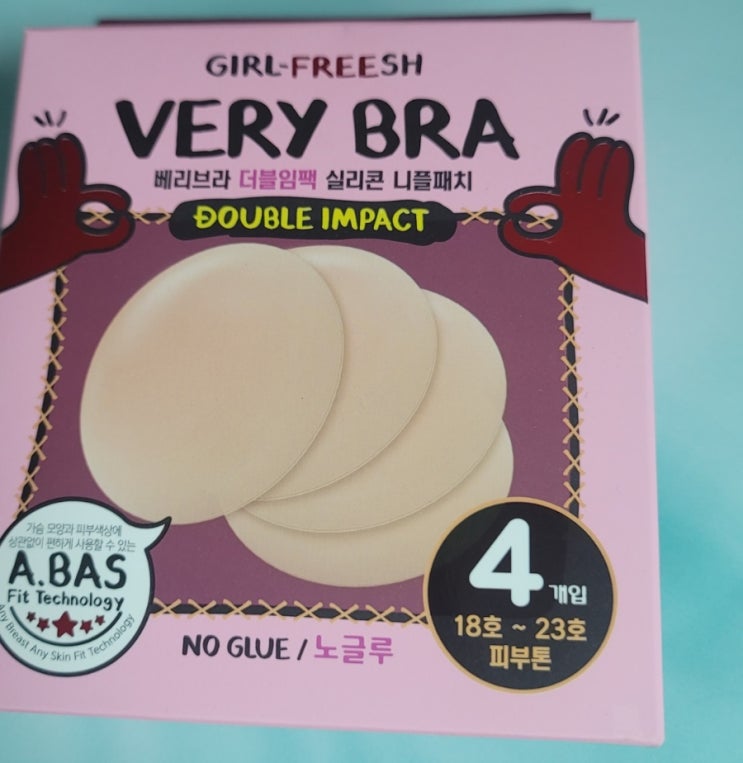 GIRL-FREESH
VERY BRA
베리브라 더블임팩 실리콘 니플패치
DOUBLE IMPACT
가슴 모양과 피부색상에
상관없이 편하게 사용할 수 있는
A.BAS
Fit Technology
Any Breast Any Skin Fit Technology
NO GLUE / 노글루
4개입
18호 ~ 23호
피부톤